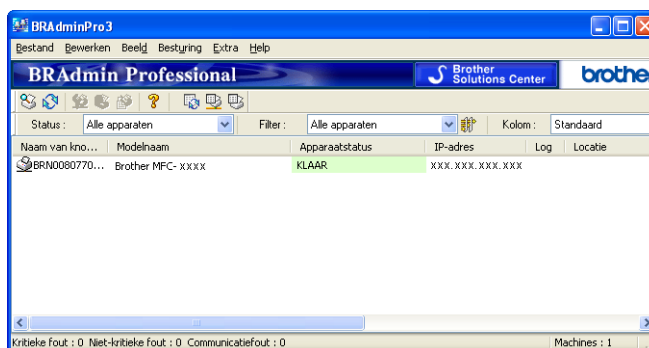 BRAdminPro3
Bestand Bewerken Beeld Besturing Extra Help
BRAdmin Professional
Brother
Solutions Center
brothe
Status : Alle apparaten Filter : Alle apparaten Kolom : Standaard
Naam van kno... Modelnaam Apparaatstatus IP-adres Log Locatie
BRN0080770... Brother MFC- xxxx KLAAR xxx.xxx.xxx.xxx
Kritieke fout : 0 Niet-kritieke fout : 0 Communicatiefout : 0 Machines : 1